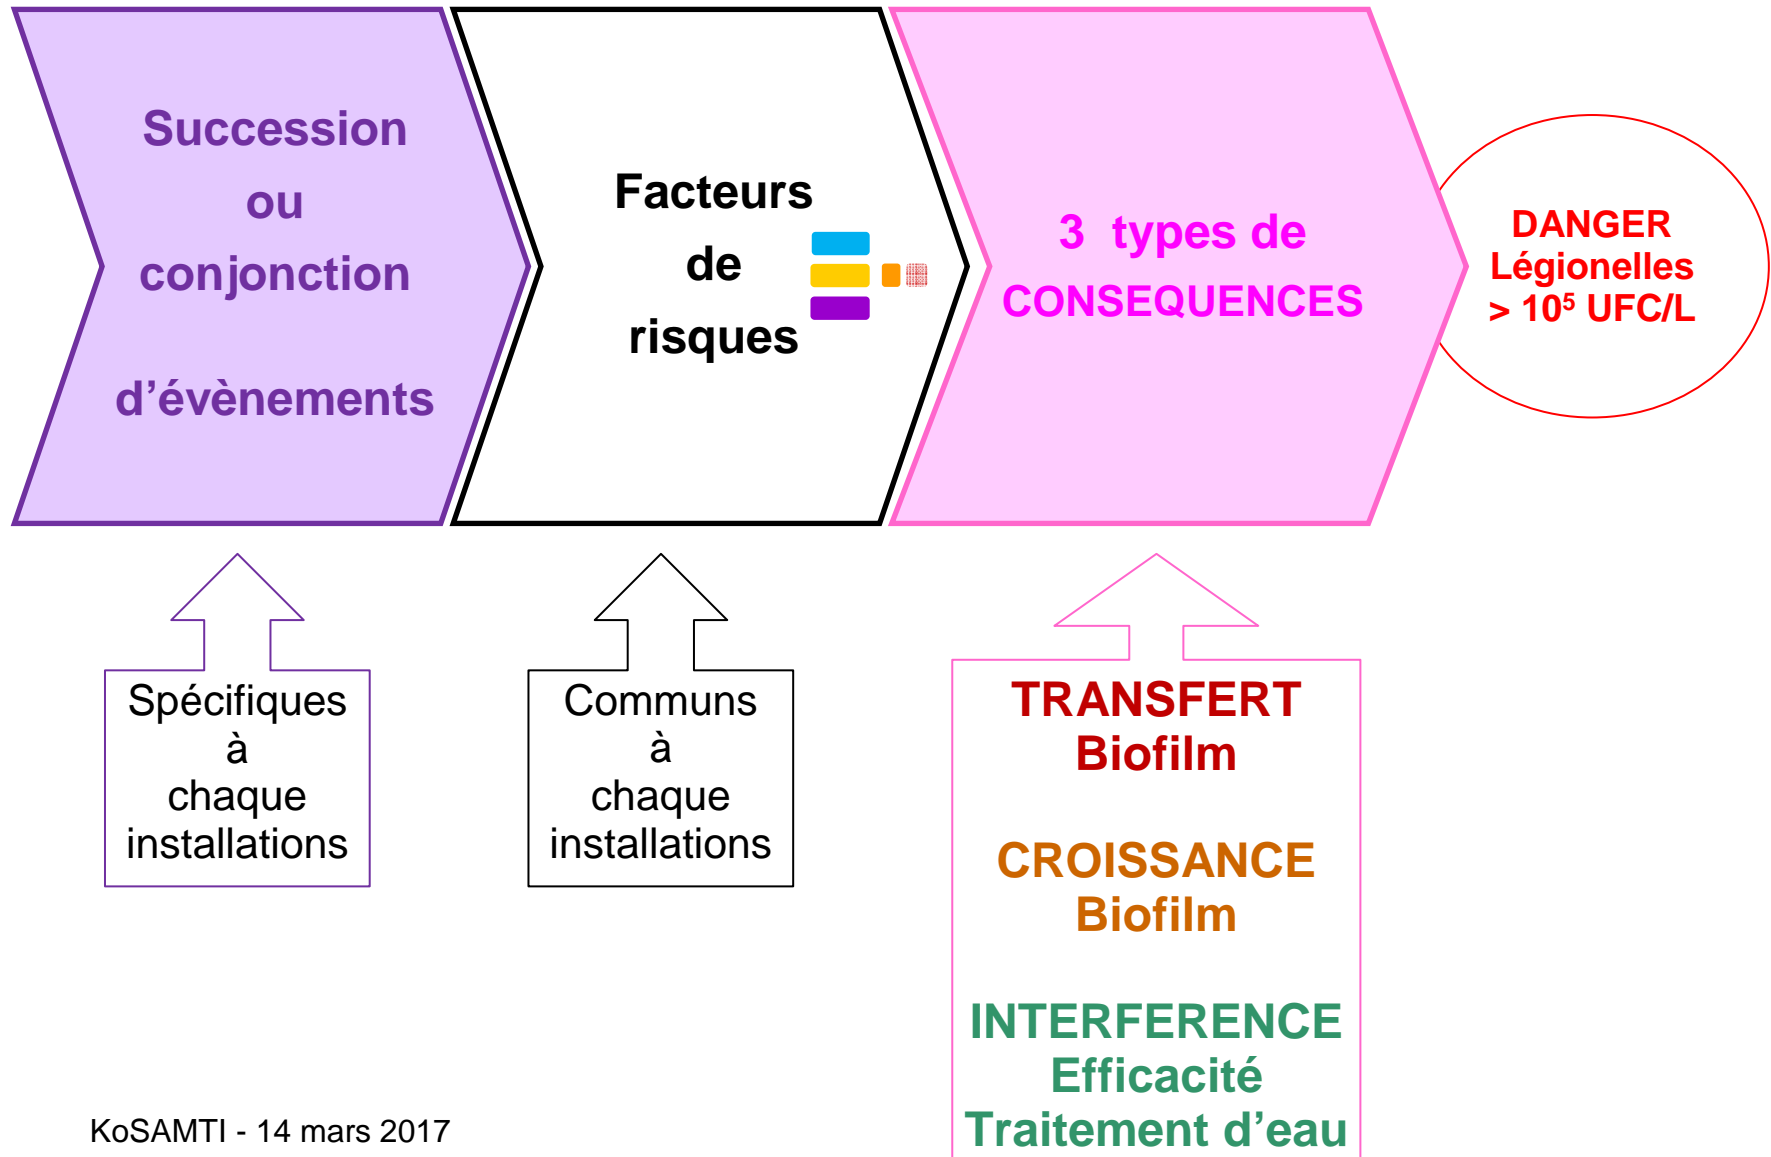 Succession
ou
conjonction
d’évènements
Facteurs
de
risques
3 types de
CONSEQUENCES
DANGER
Légionelles
> 10⁵ UFC/L
Spécifiques
à
chaque
installations
Communs
à
chaque
installations
TRANSFERT
Biofilm
CROISSANCE
Biofilm
INTERFERENCE
Efficacité
Traitement d’eau
KoSAMTI - 14 mars 2017